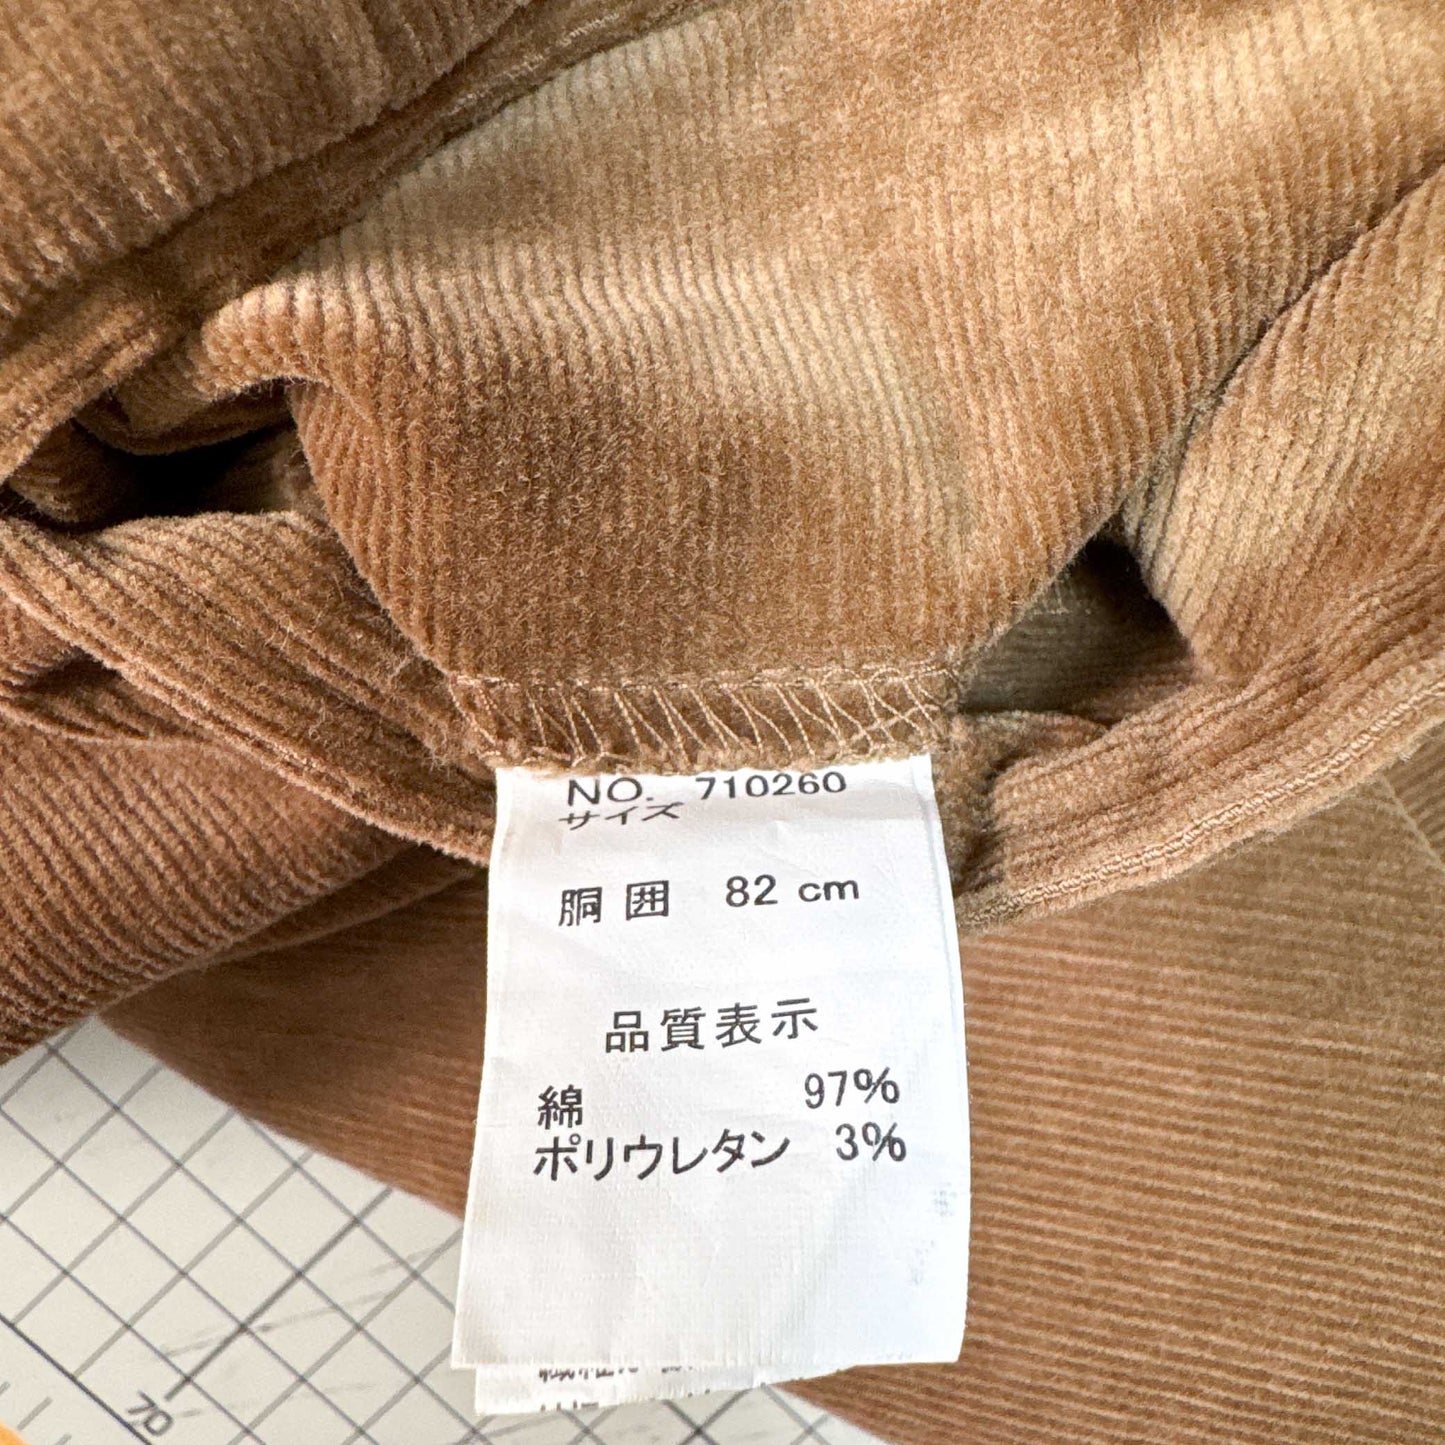 NO. 710260
サイズ
胴囲 82 cm
品質表示
綿 97%
ポリウレタン 3%
70